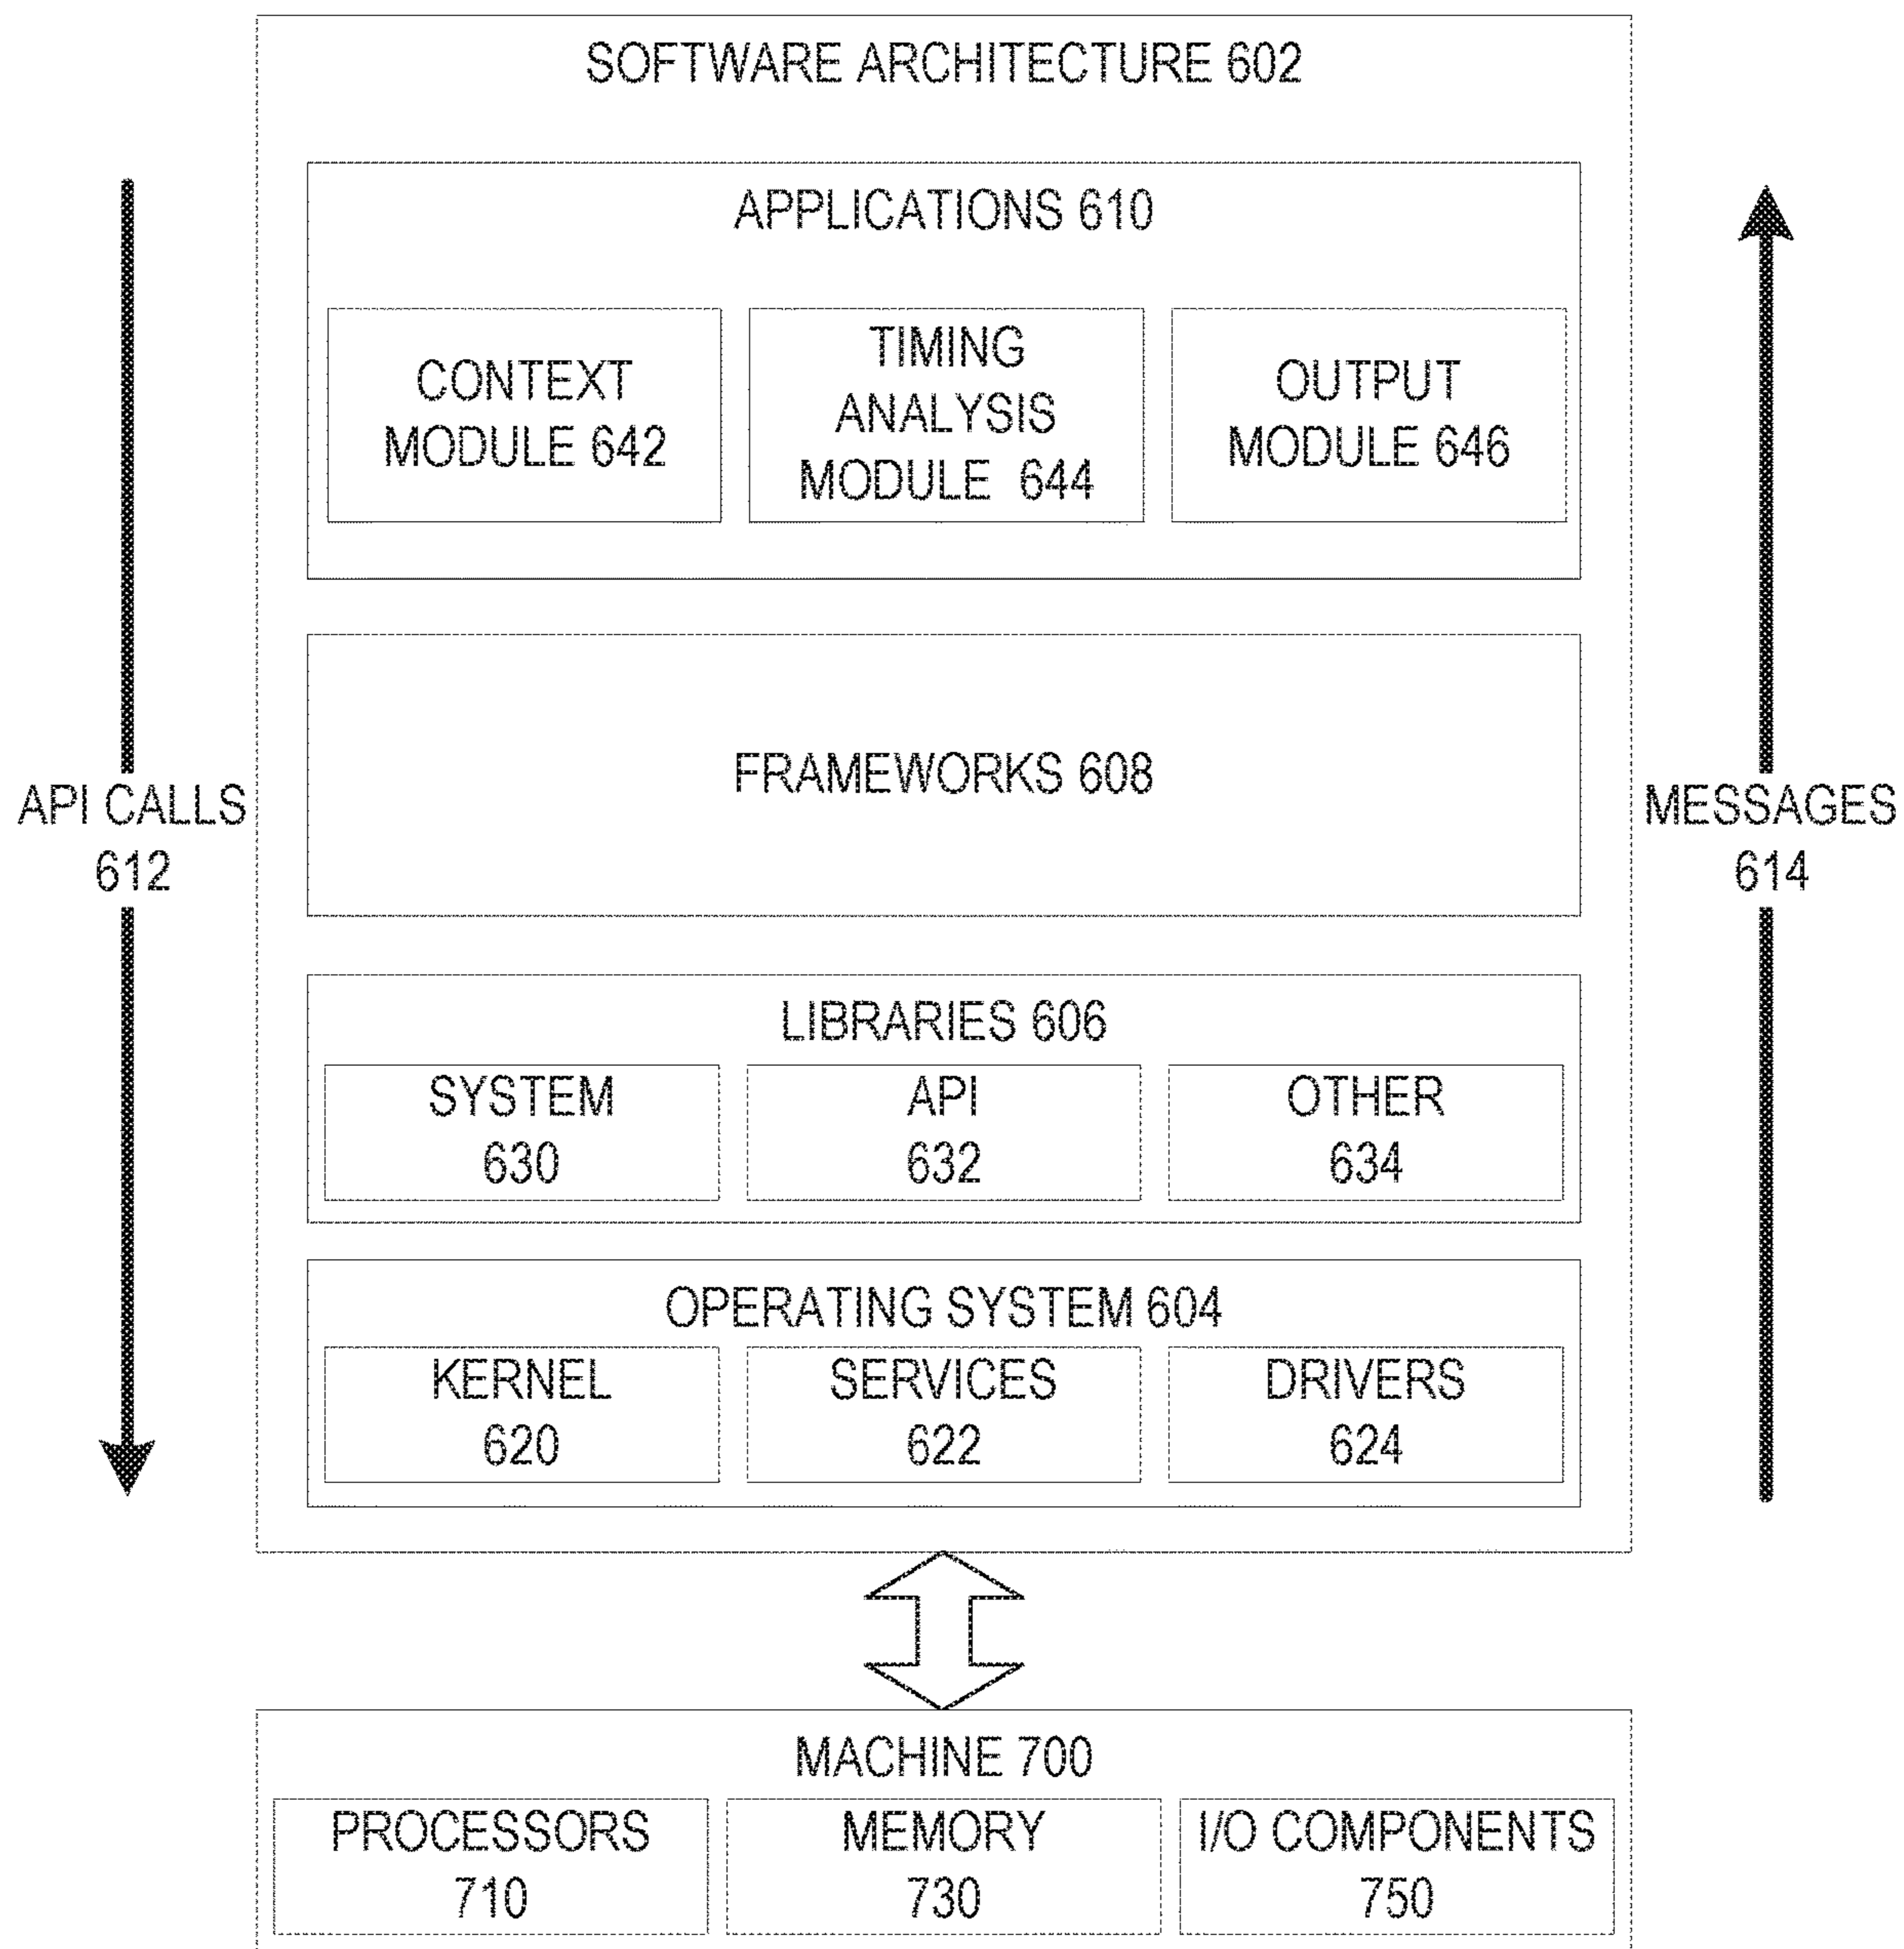 SOFTWARE ARCHITECTURE 602
APPLICATIONS 610
CONTEXT
MODULE 642
TIMING
ANALYSIS
MODULE 644
OUTPUT
MODULE 646
FRAMEWORKS 608
API CALLS
612
MESSAGES
614
LIBRARIES 606
SYSTEM
630
API
632
OTHER
634
OPERATING SYSTEM 604
KERNEL
620
SERVICES
622
DRIVERS
624
MACHINE 700
PROCESSORS
710
MEMORY
730
I/O COMPONENTS
750